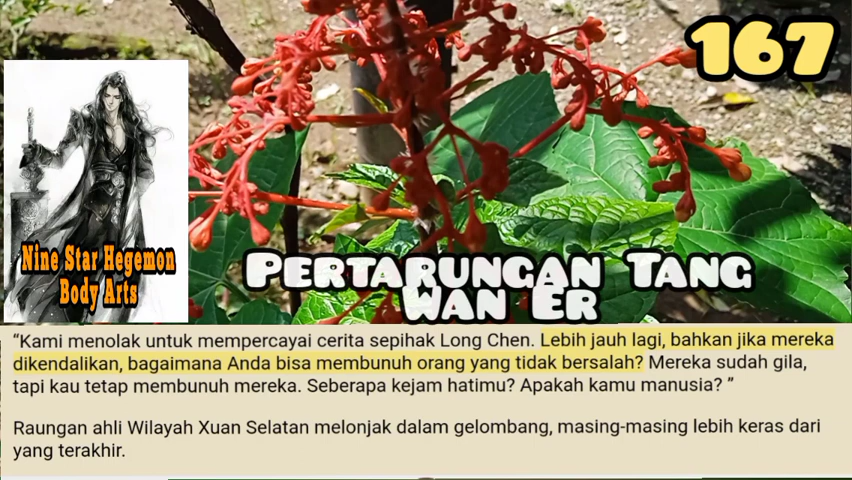 167
Nine Star Hegemon
Body Arts
PERTARUNGAN TANG
WAN ER
“Kami menolak untuk mempercayai cerita sepihak Long Chen. Lebih jauh lagi, bahkan jika mereka
dikendalikan, bagaimana Anda bisa membunuh orang yang tidak bersalah? Mereka sudah gila,
tapi kau tetap membunuh mereka. Seberapa kejam hatimu? Apakah kamu manusia? ”
Raungan ahli Wilayah Xuan Selatan melonjak dalam gelombang, masing-masing lebih keras dari
yang terakhir.